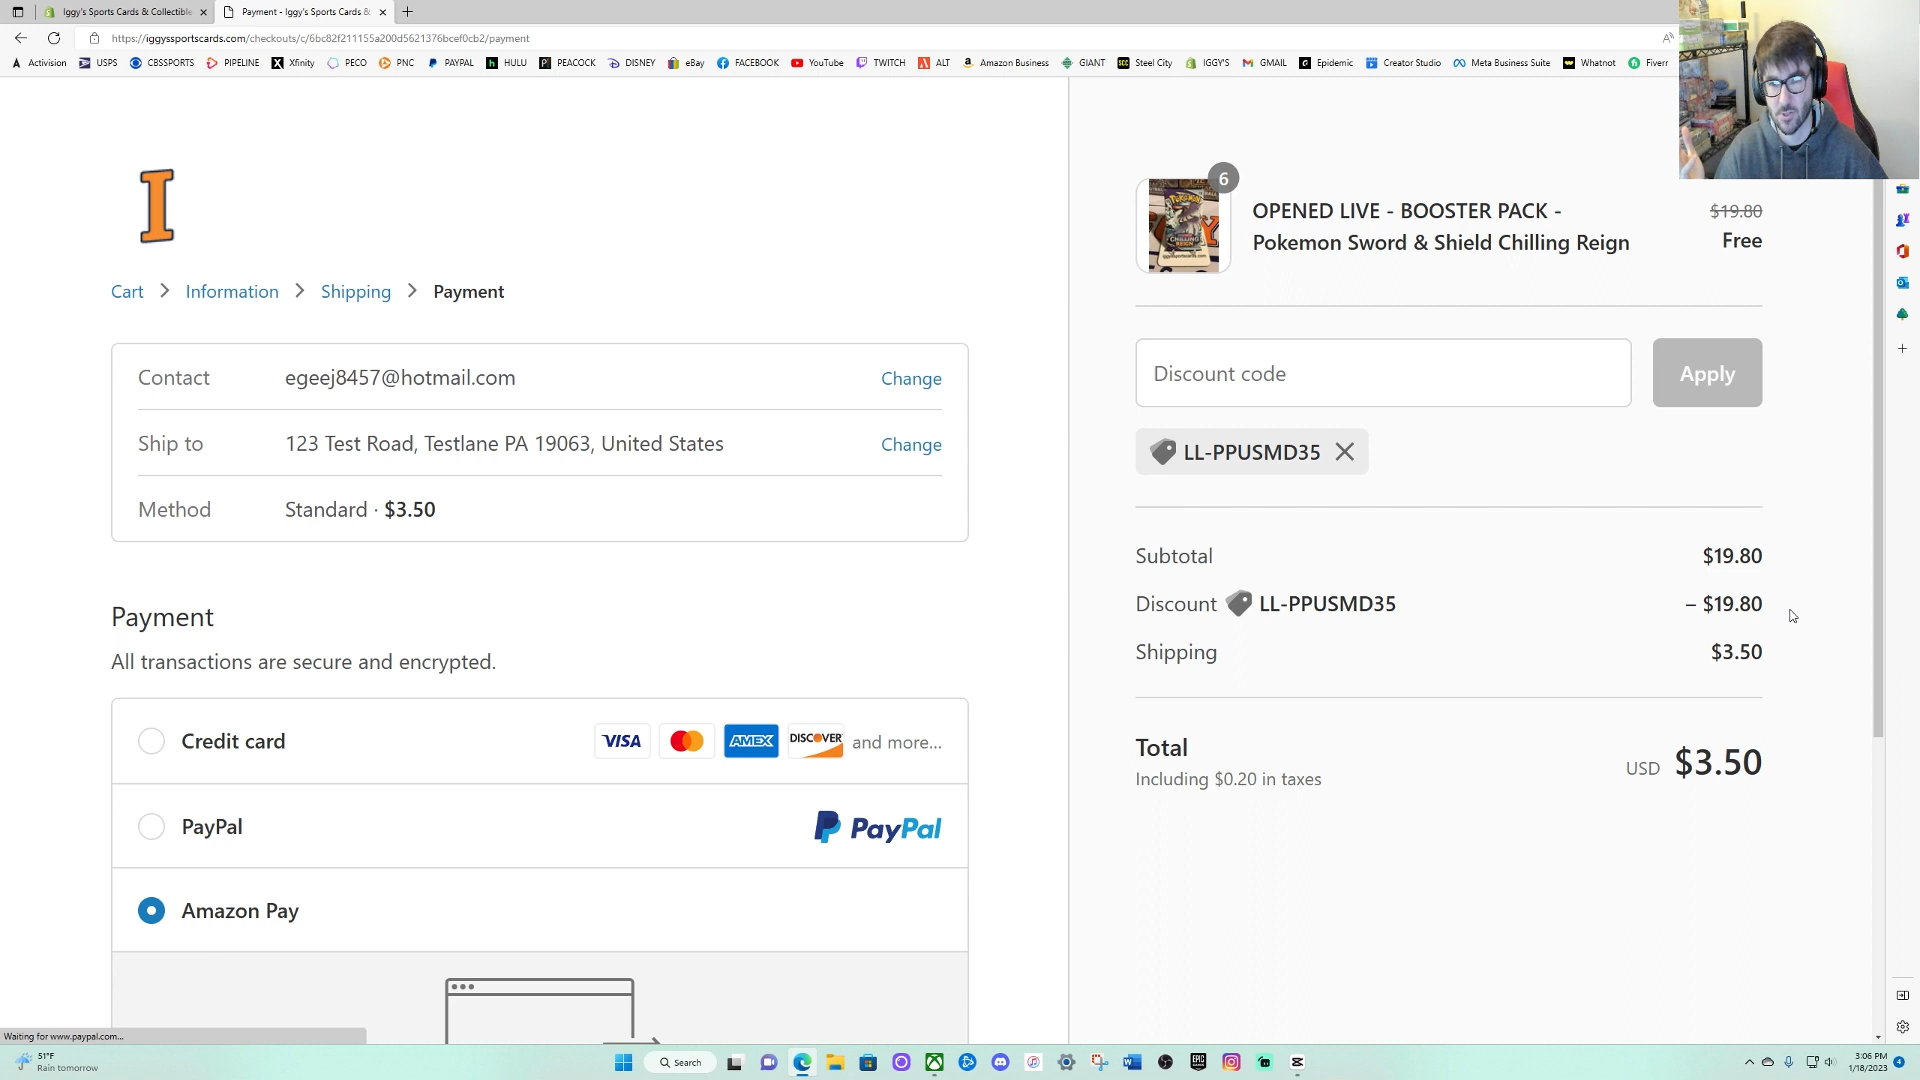 Iggy's Sports Cards & Collectible
Payment - Iggy's Sports Cards &
https://iggyssportscards.com/checkouts/c/6bc82f211155a200d5621376bcef0cb2/payment
Activision USPS CBSSPORTS PIPELINE Xfinity PECO PNC PAYPAL HULU PEACOCK DISNEY eBay FACEBOOK YouTube TWITCH ALT Amazon Business GIANT Steel City IGGY'S GMAIL Epidemic Creator Studio Meta Business Suite Whatnot Fiverr
I
Cart > Information > Shipping > Payment
Contact egeej8457@hotmail.com Change
Ship to 123 Test Road, Testlane PA 19063, United States Change
Method Standard · $3.50
Payment
All transactions are secure and encrypted.
Credit card VISA AMEX DISCOVER and more...
PayPal PayPal
Amazon Pay
6
POKEMON
CHILLING REIGN
OPENED LIVE - BOOSTER PACK - $19.80
Pokemon Sword & Shield Chilling Reign Free
Discount code Apply
LL-PPUSMD35
Subtotal $19.80
Discount LL-PPUSMD35 – $19.80
Shipping $3.50
Total USD $3.50
Including $0.20 in taxes
Waiting for www.paypal.com...
51°F
Rain tomorrow
Search
3:06 PM
1/18/2023
4